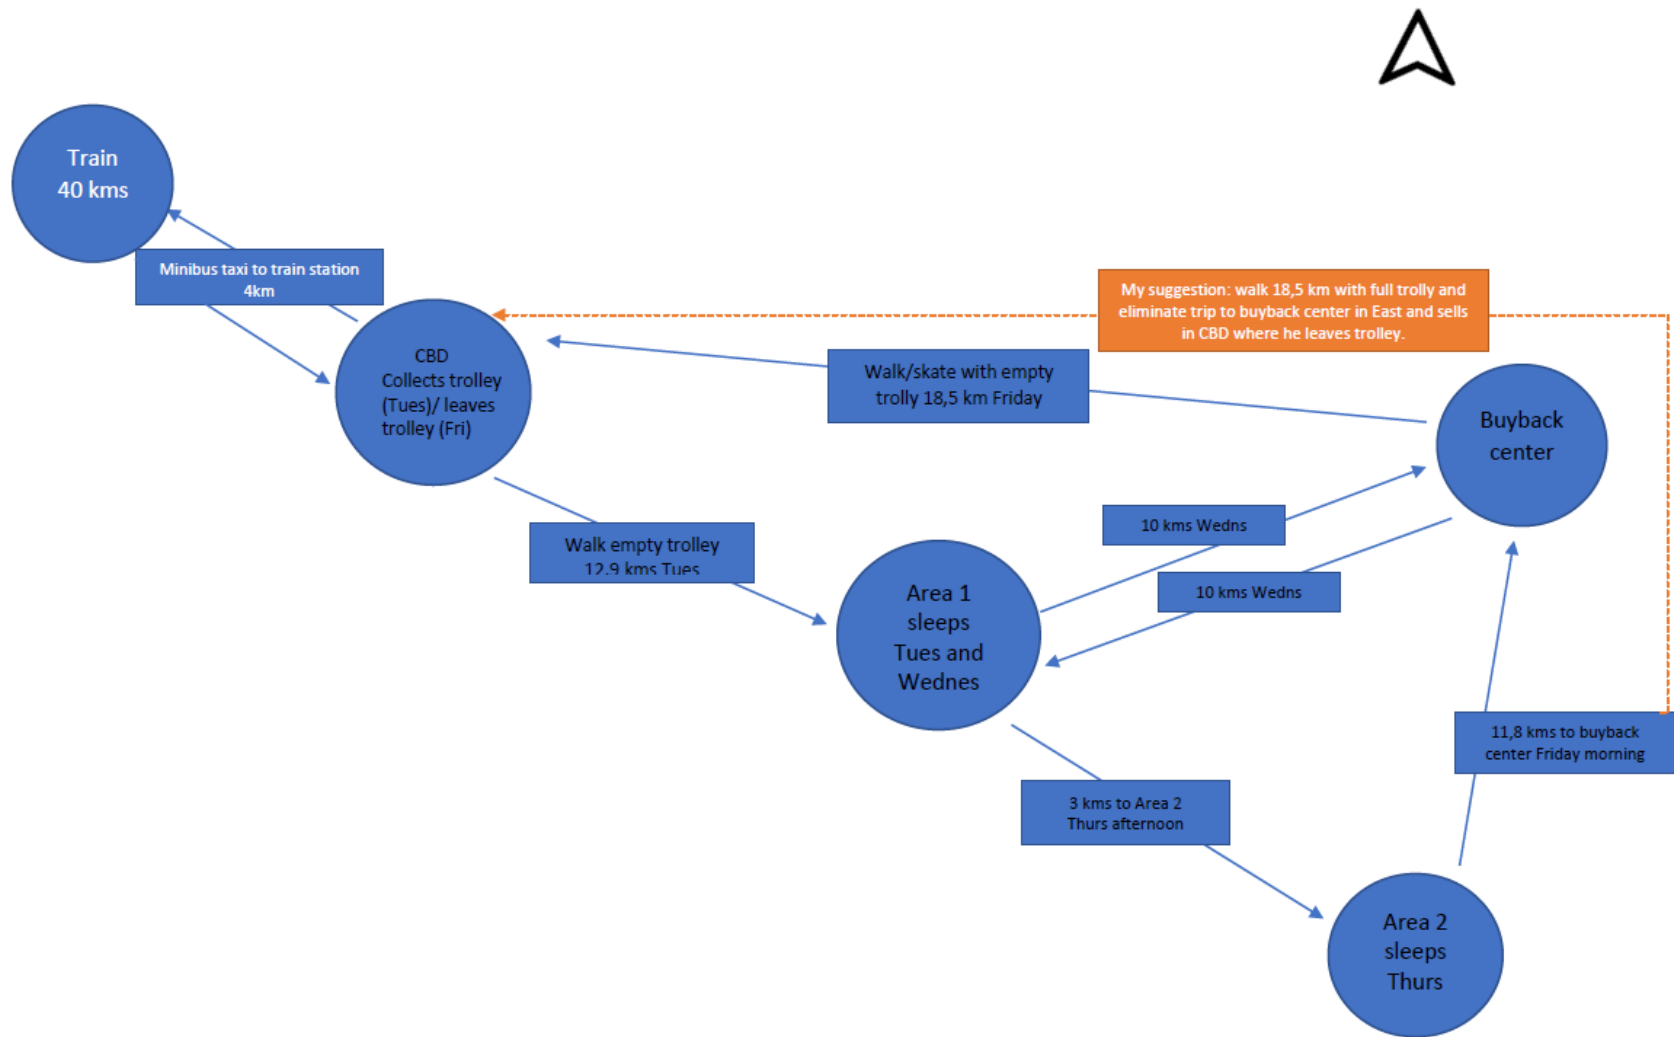 Train
40 kms
Minibus taxi to train station
4km
CBD
Collects trolley
(Tues)/ leaves
trolley (Fri)
My suggestion: walk 18,5 km with full trolly and
eliminate trip to buyback center in East and sells
in CBD where he leaves trolley.
Walk/skate with empty
trolly 18,5 km Friday
Buyback
center
Walk empty trolley
12.9 kms Tues
10 kms Wedns
10 kms Wedns
Area 1
sleeps
Tues and
Wednes
11,8 kms to buyback
center Friday morning
3 kms to Area 2
Thurs afternoon
Area 2
sleeps
Thurs